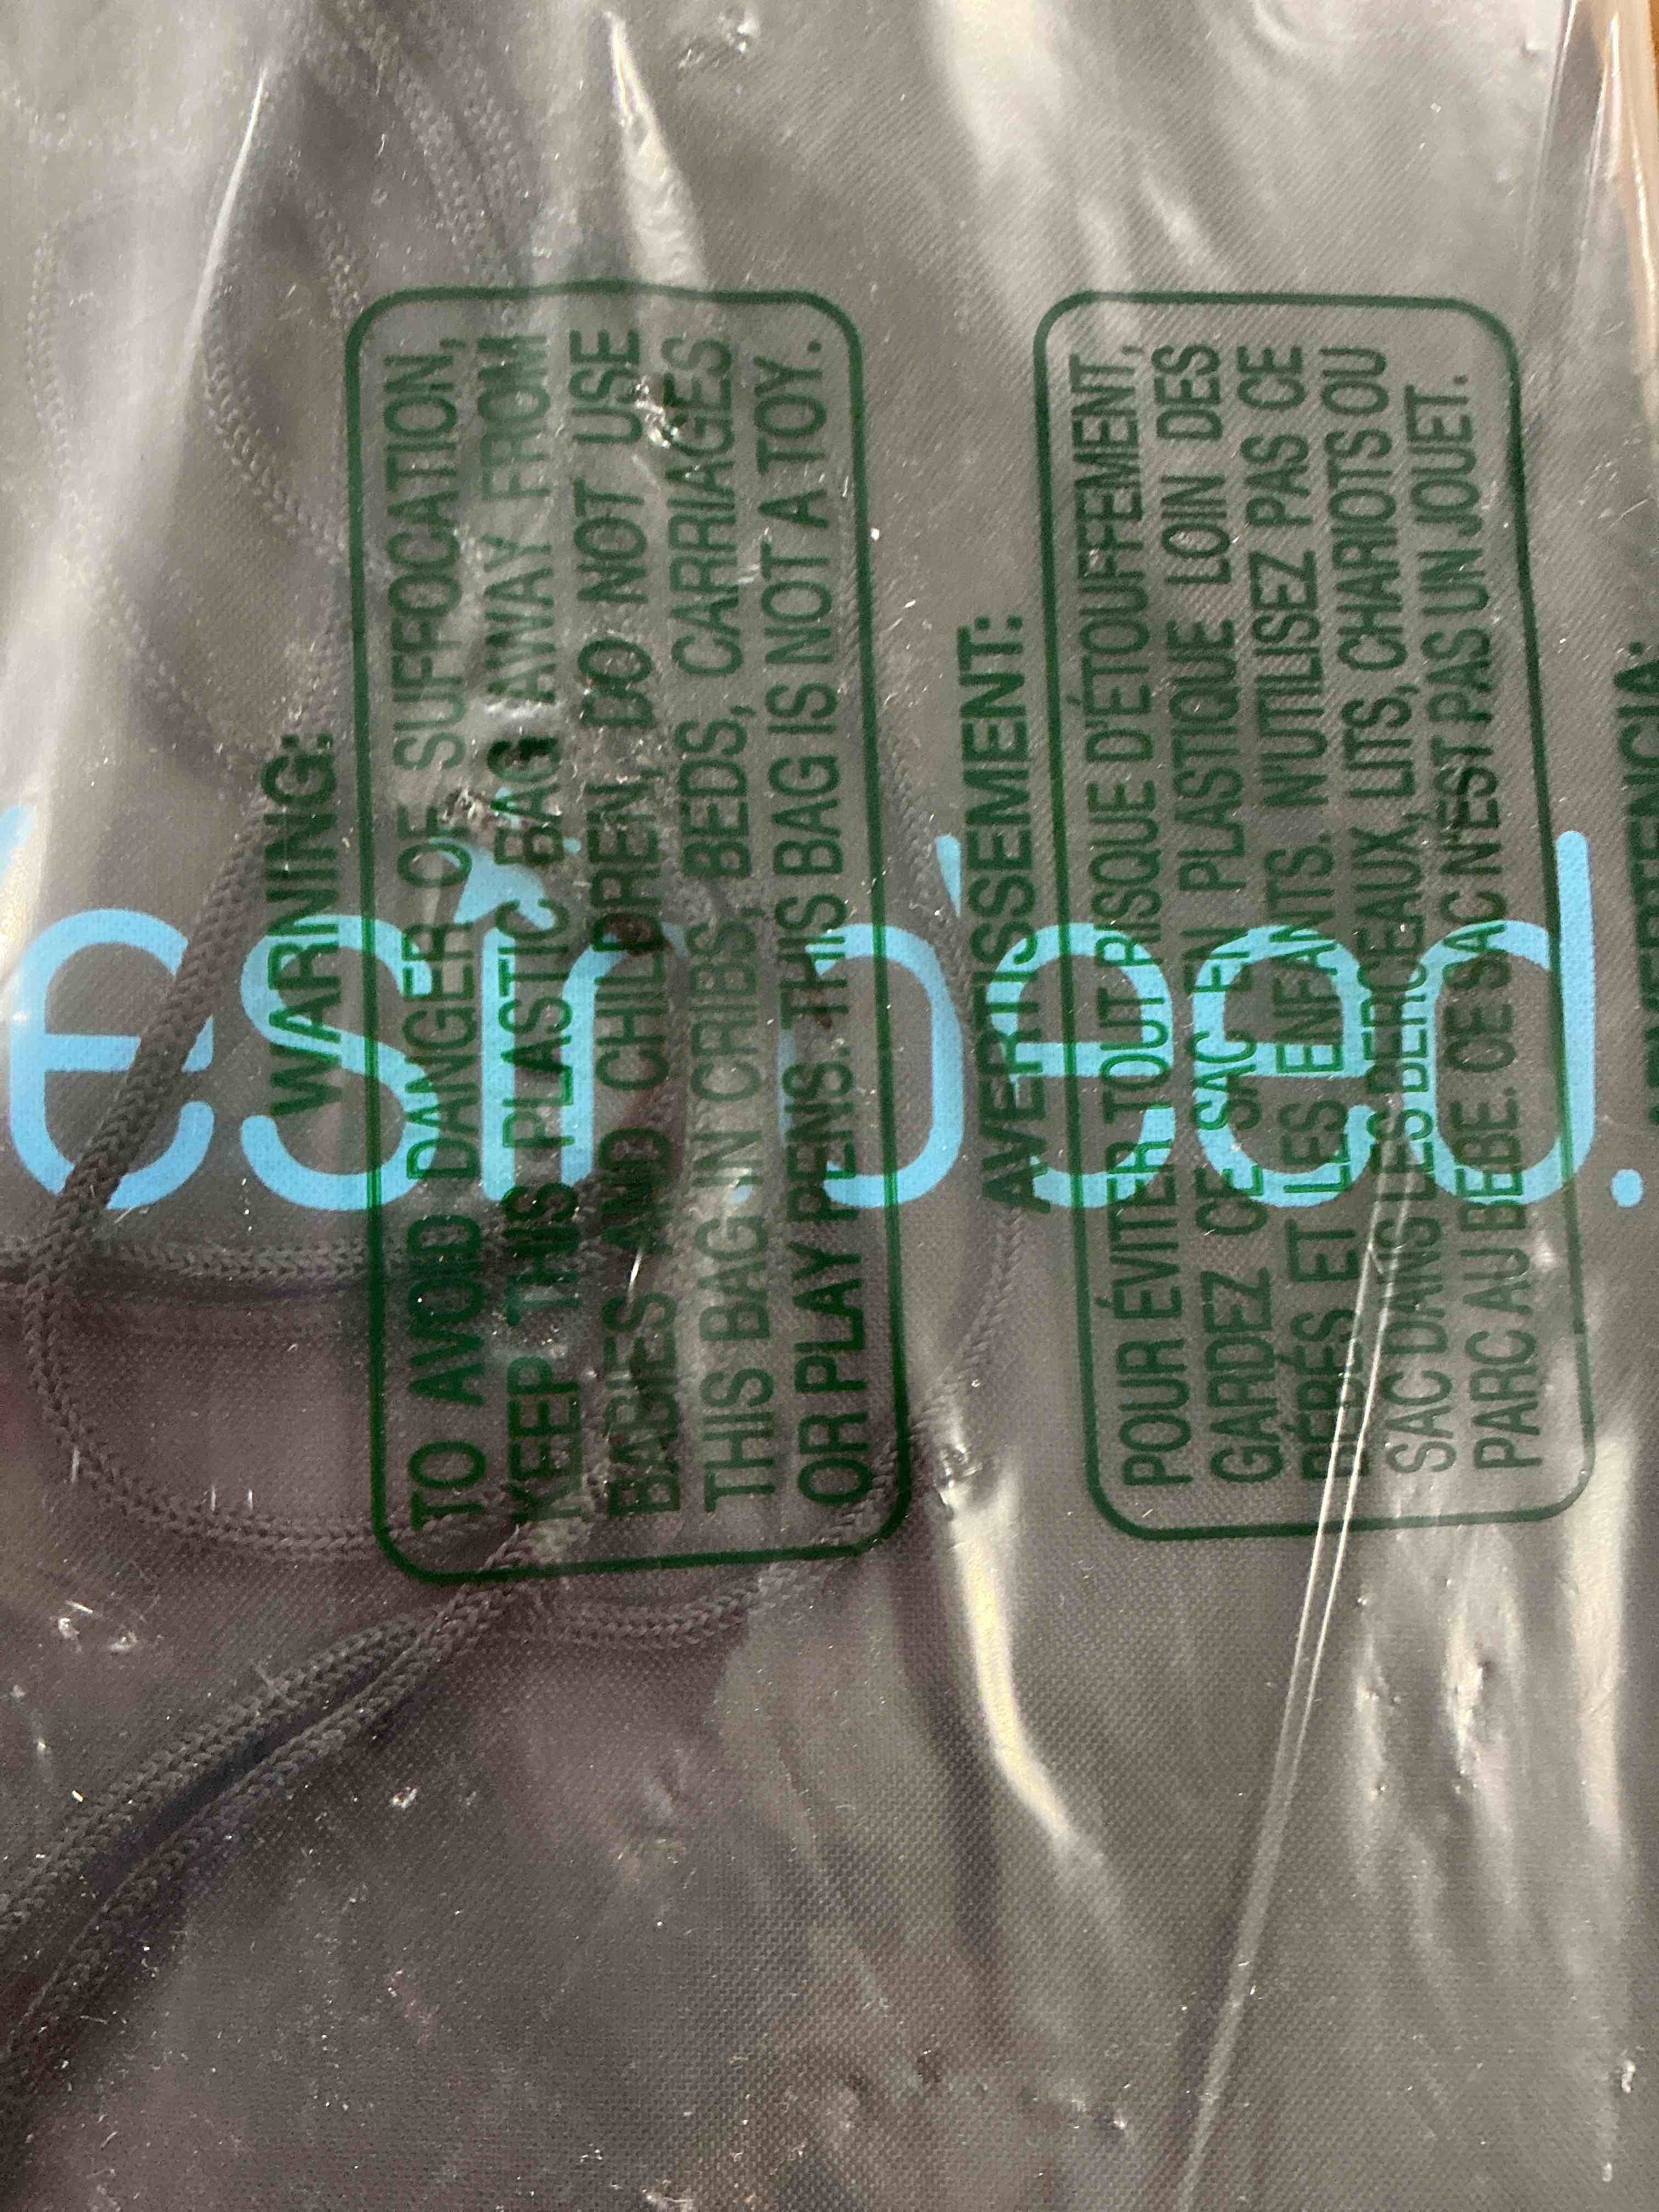 WARNING:
TO AVOID DANGER OF SUFFOCATION,
KEEP THIS PLASTIC BAG AWAY FROM
BABIES AND CHILDREN, DO NOT USE
THIS BAG IN CRIBS, BEDS, CARRIAGES
OR PLAY PENS. THIS BAG IS NOT A TOY.
AVERTISSEMENT:
POUR ÉVITER TOUT RISQUE D'ÉTOUFFEMENT,
GARDEZ CE SAC EN PLASTIQUE LOIN DES
BÉBÉS ET LES ENFANTS. N'UTILISEZ PAS CE
SAC DANS LES BERCEAUX, LITS, CHARIOTS OU
PARC AU BÉBE. CE SAC N'EST PAS UN JOUET.